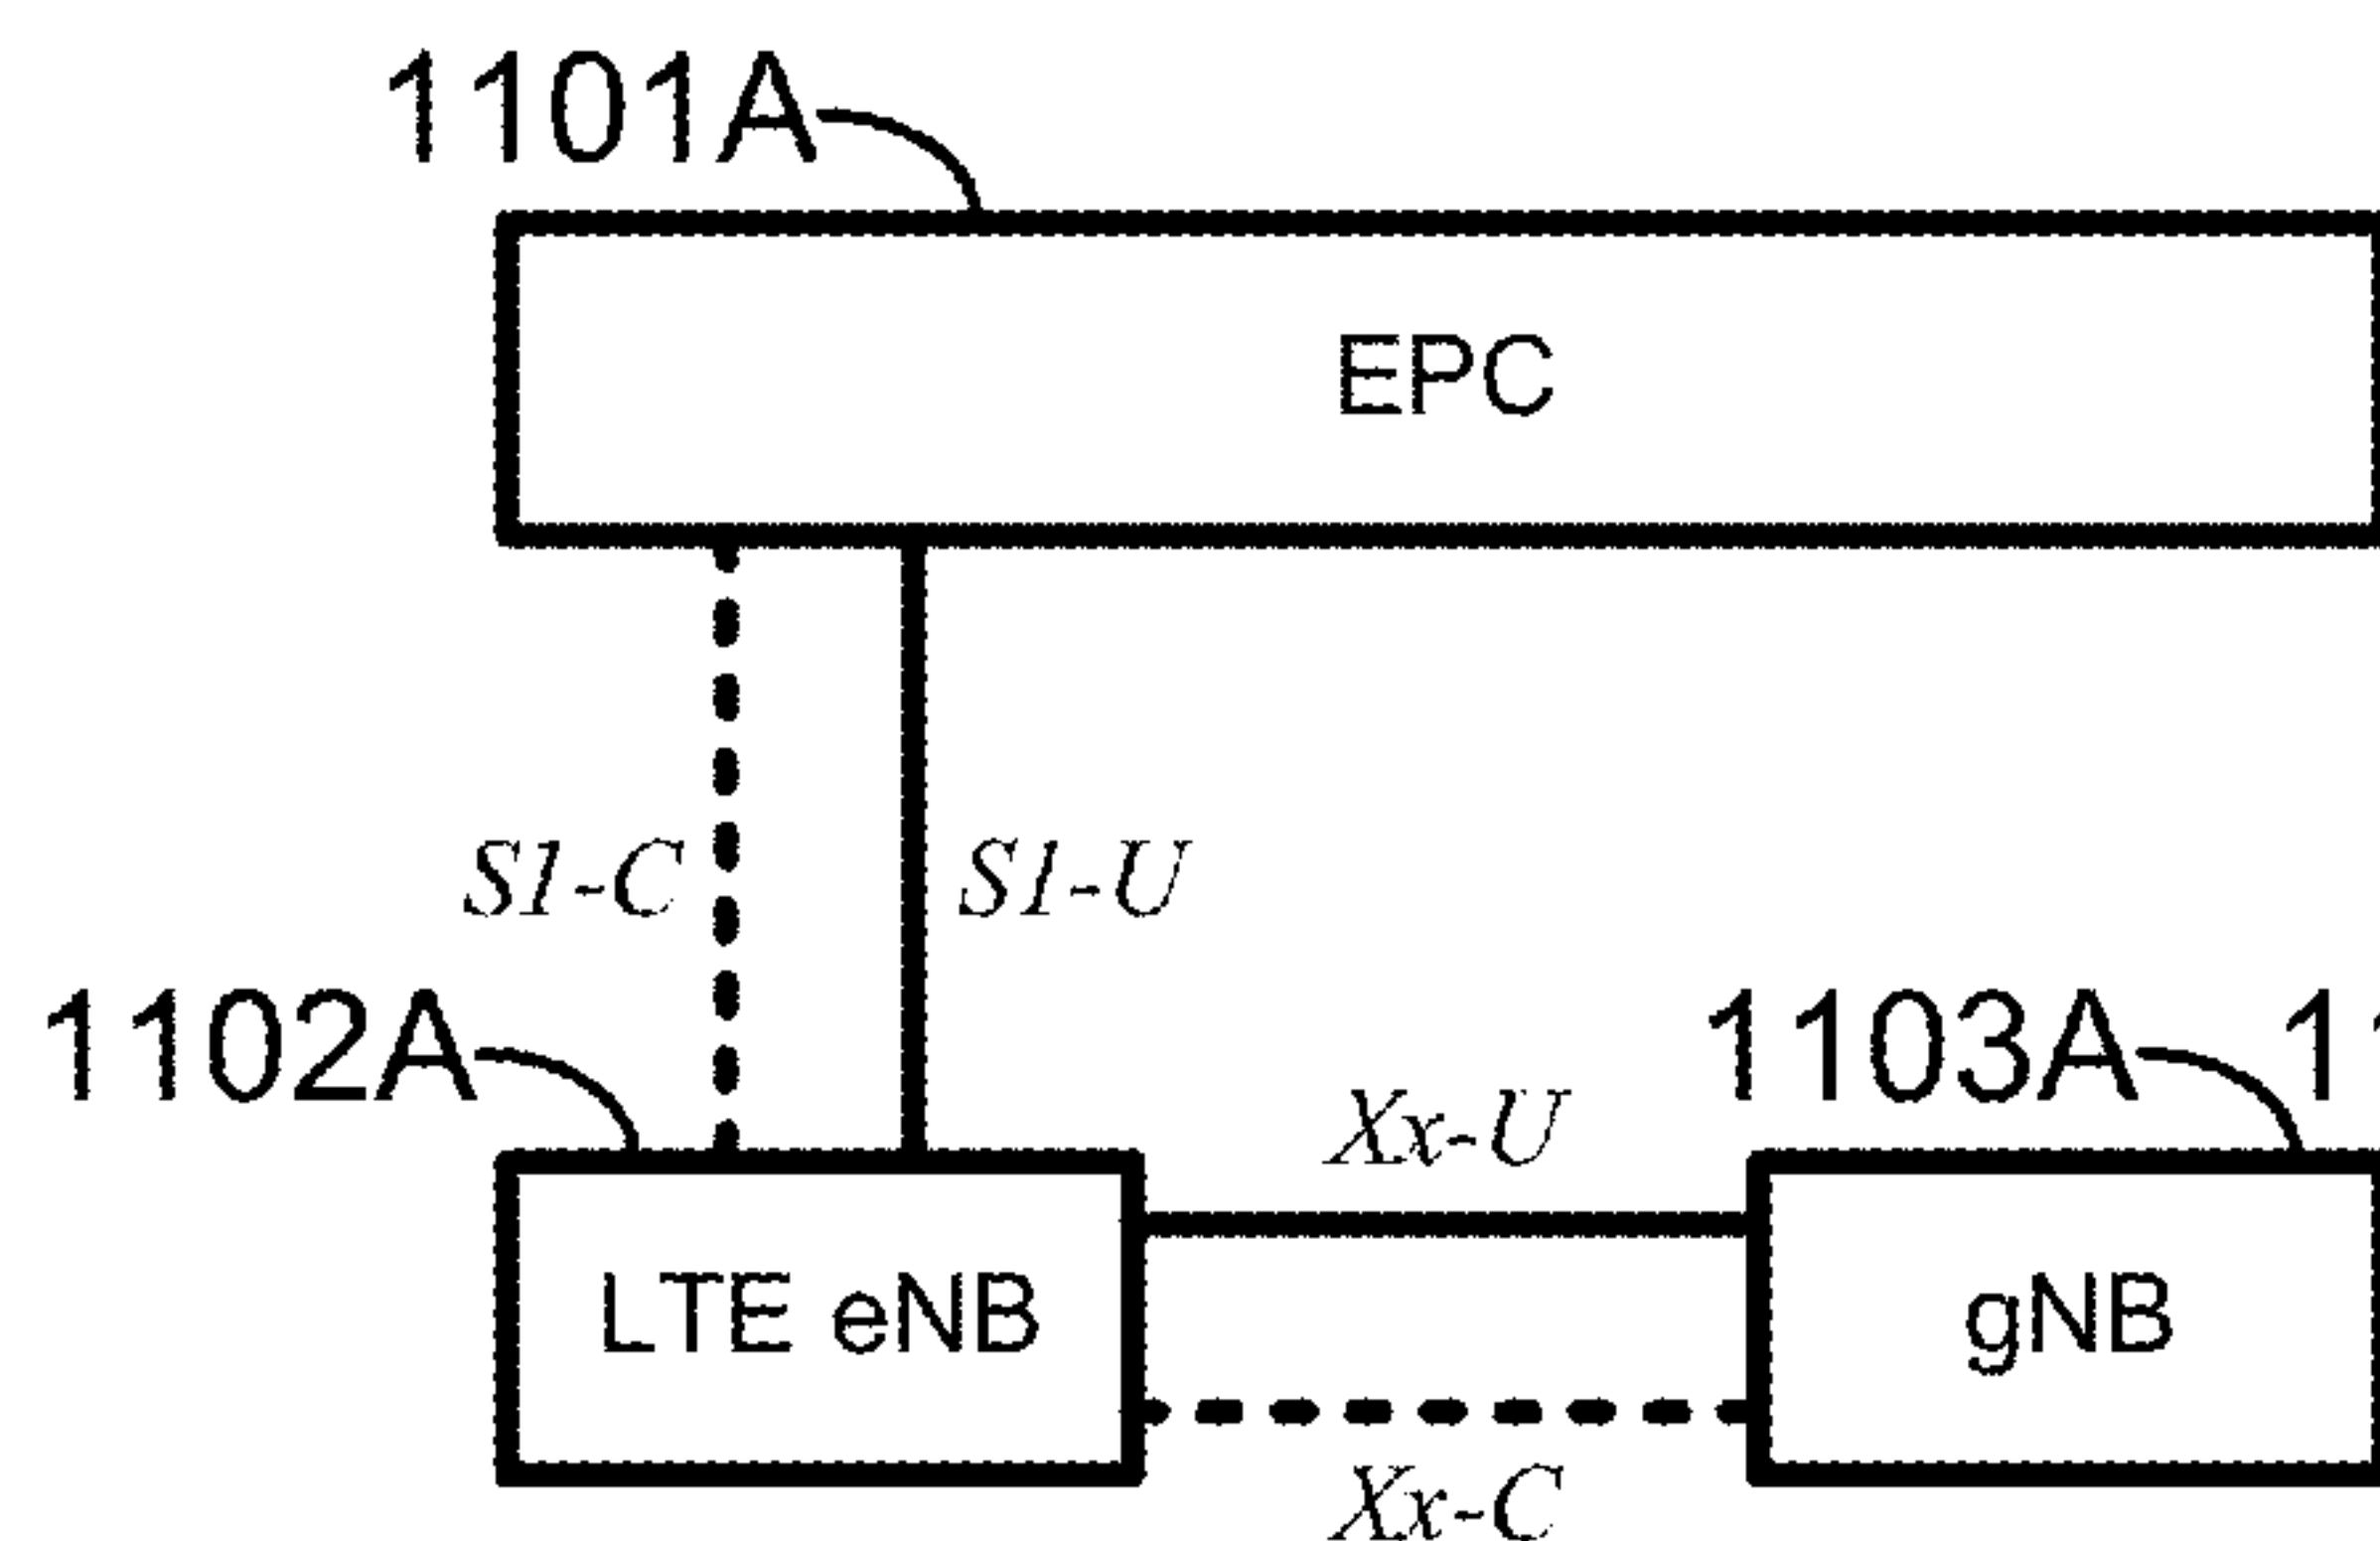 1101A
EPC
S1-C S1-U
1102A 1103A
Xx-U
LTE eNB gNB
Xx-C